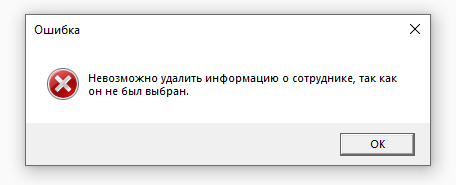 Ошибка
Невозможно удалить информацию о сотруднике, так как
он не был выбран.
OK